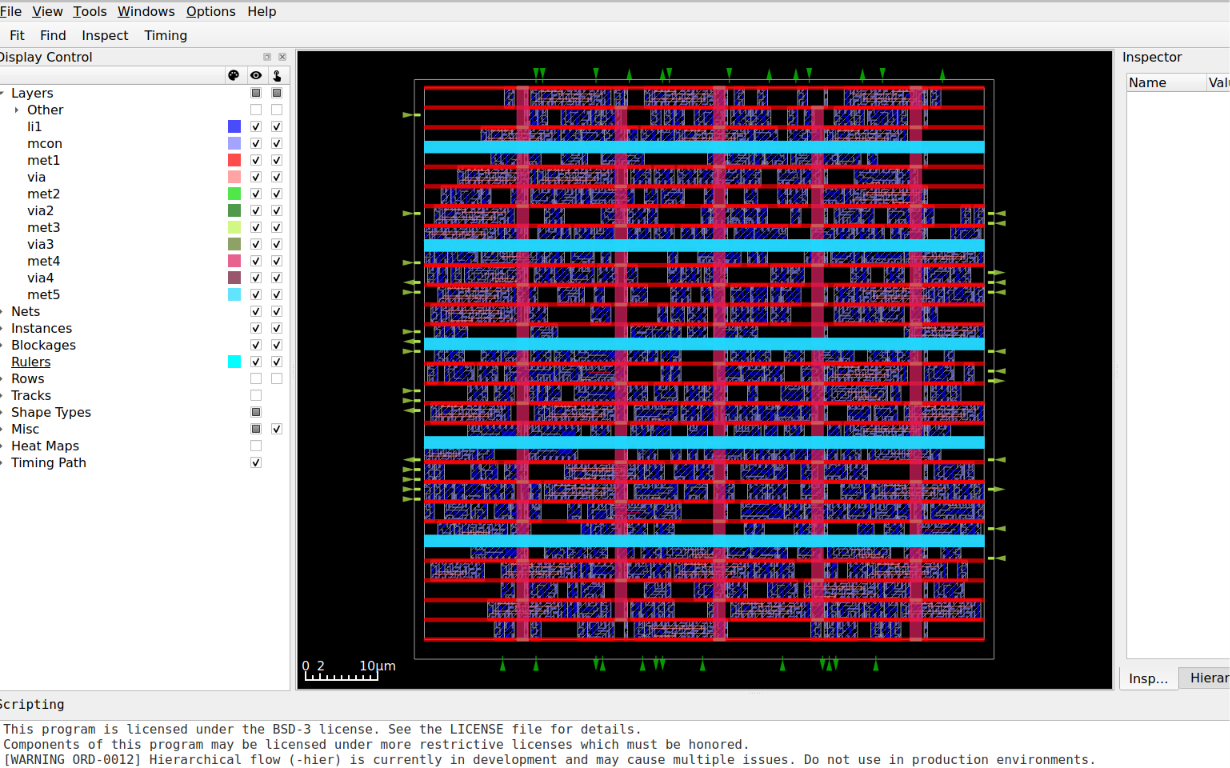 File View Tools Windows Options Help
Fit Find Inspect Timing
Display Control
Layers
Other
li1
mcon
met1
via
met2
via2
met3
via3
met4
via4
met5
Nets
Instances
Blockages
Rulers
Rows
Tracks
Shape Types
Misc
Heat Maps
Timing Path
0 2 10μm
Inspector
Name Valu
Insp... Hierar
Scripting
This program is licensed under the BSD-3 license. See the LICENSE file for details.
Components of this program may be licensed under more restrictive licenses which must be honored.
[WARNING ORD-0012] Hierarchical flow (-hier) is currently in development and may cause multiple issues. Do not use in production environments.